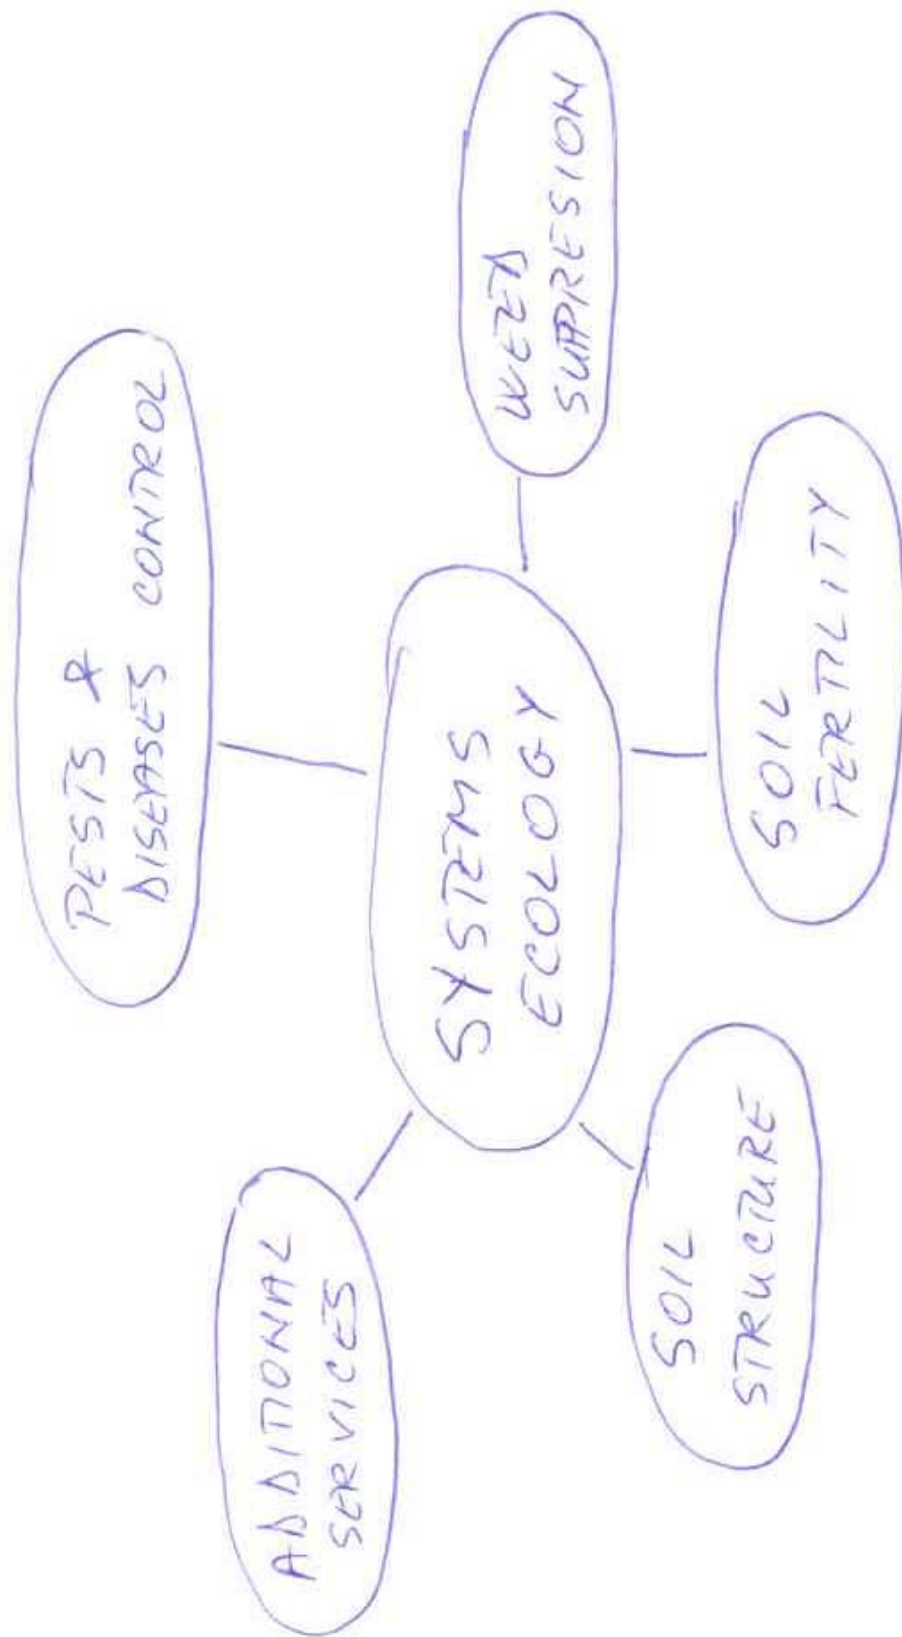 PESTS &
DISEASES CONTROL
WEED
SUPPRESION
ADDITIONAL
SERVICES
SYSTEMS
ECOLOGY
SOIL
STRUCTURE
SOIL
FERTILITY